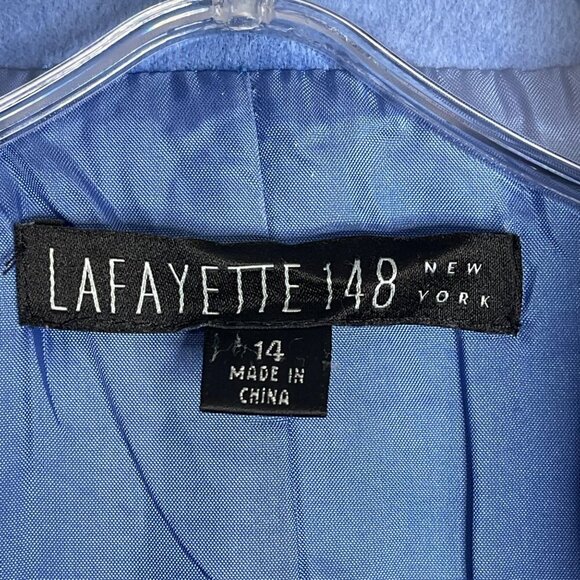 LAFAYETTE 148 NEW YORK
14
MADE IN
CHINA